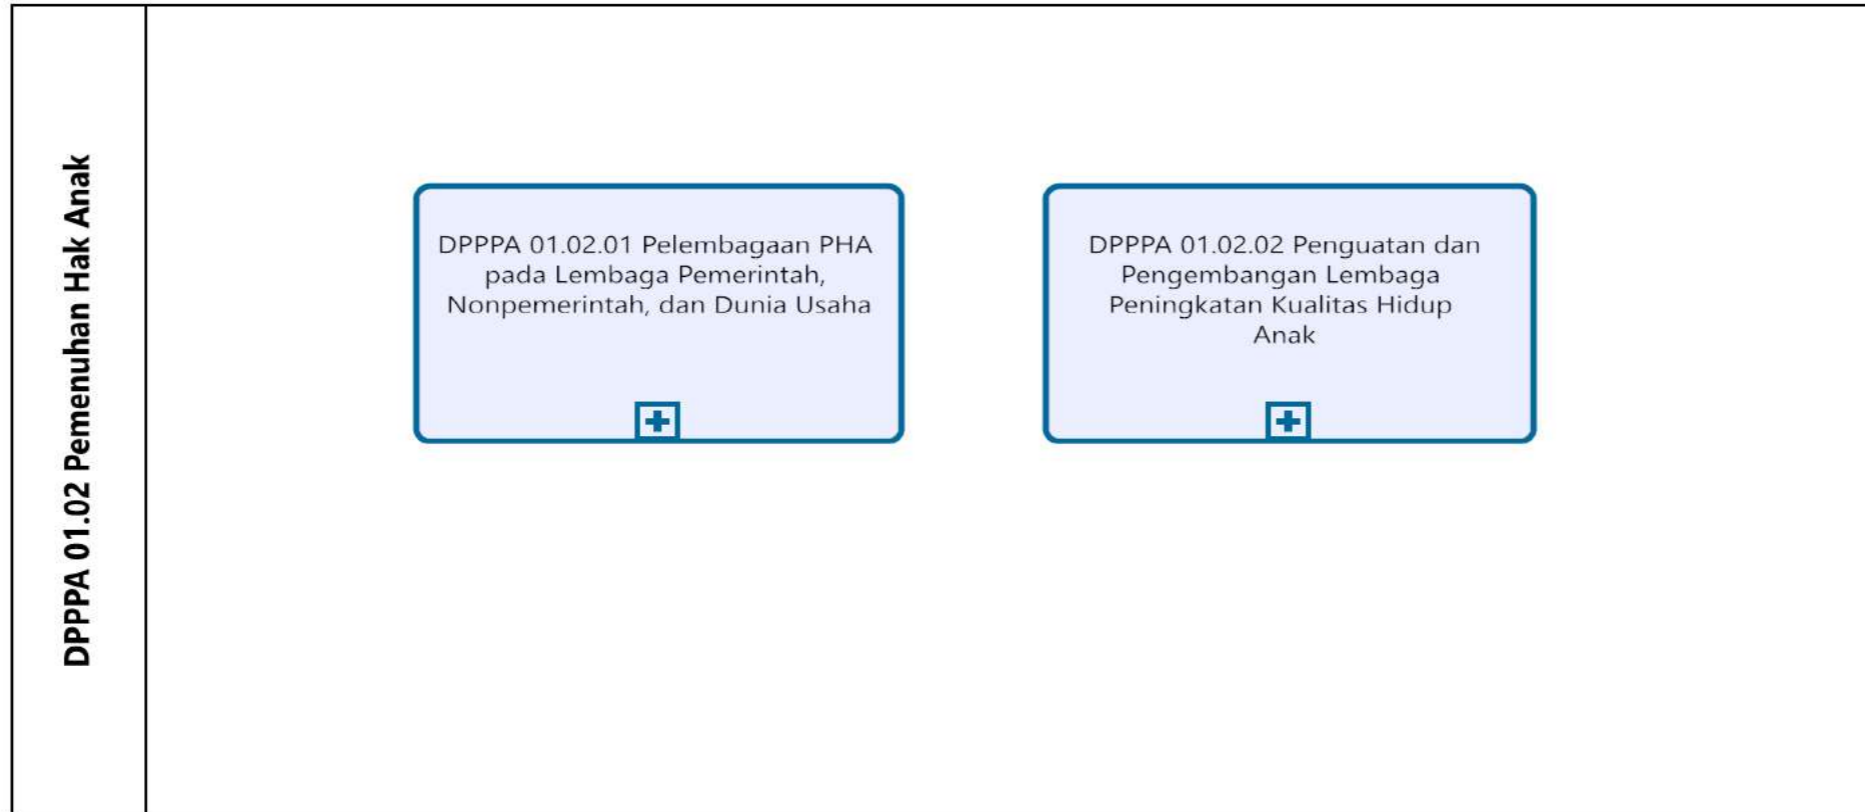 DPPPA 01.02 Pemenuhan Hak Anak
DPPPA 01.02.01 Pelembagaan PHA
pada Lembaga Pemerintah,
Nonpemerintah, dan Dunia Usaha
DPPPA 01.02.02 Penguatan dan
Pengembangan Lembaga
Peningkatan Kualitas Hidup
Anak